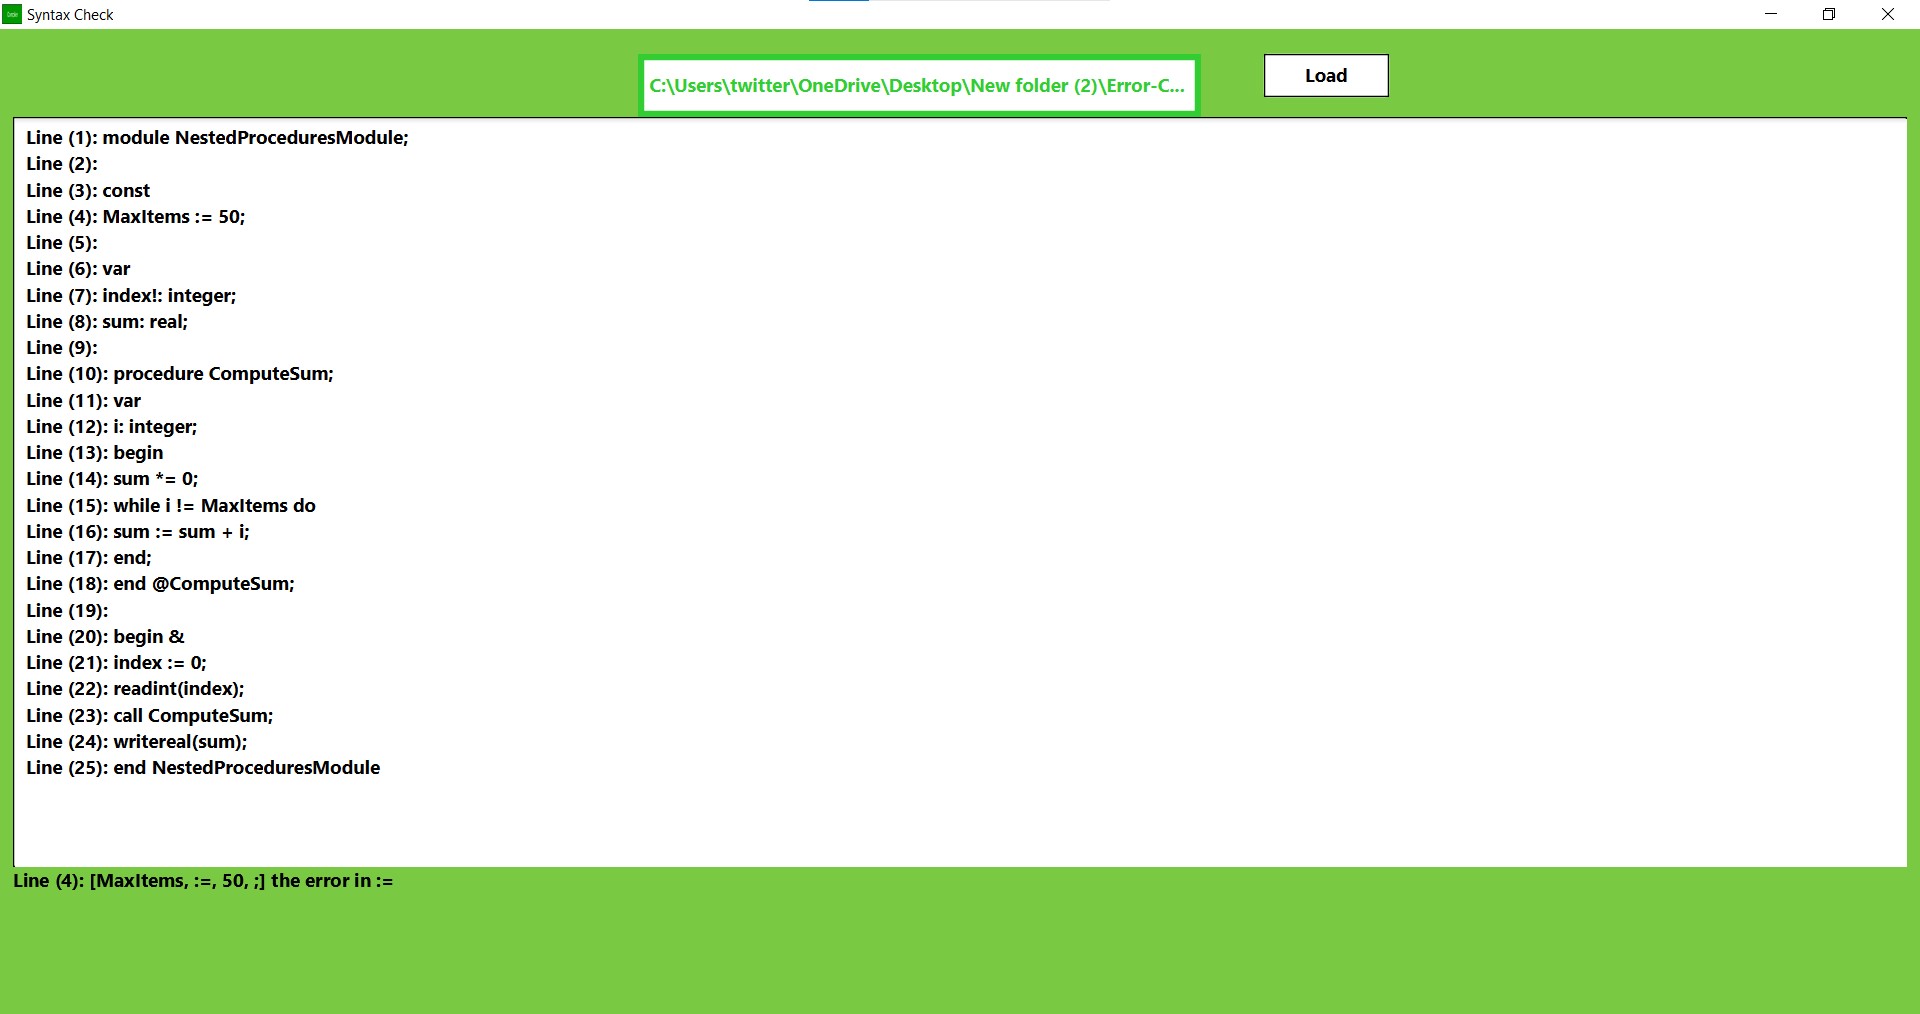 Syntax Check
C:\Users\twitter\OneDrive\Desktop\New folder (2)\Error-C...
Load
Line (1): module NestedProceduresModule;
Line (2):
Line (3): const
Line (4): MaxItems := 50;
Line (5):
Line (6): var
Line (7): index!: integer;
Line (8): sum: real;
Line (9):
Line (10): procedure ComputeSum;
Line (11): var
Line (12): i: integer;
Line (13): begin
Line (14): sum *= 0;
Line (15): while i != MaxItems do
Line (16): sum := sum + i;
Line (17): end;
Line (18): end @ComputeSum;
Line (19):
Line (20): begin &
Line (21): index := 0;
Line (22): readint(index);
Line (23): call ComputeSum;
Line (24): writereal(sum);
Line (25): end NestedProceduresModule
Line (4): [MaxItems, :=, 50, ;] the error in :=